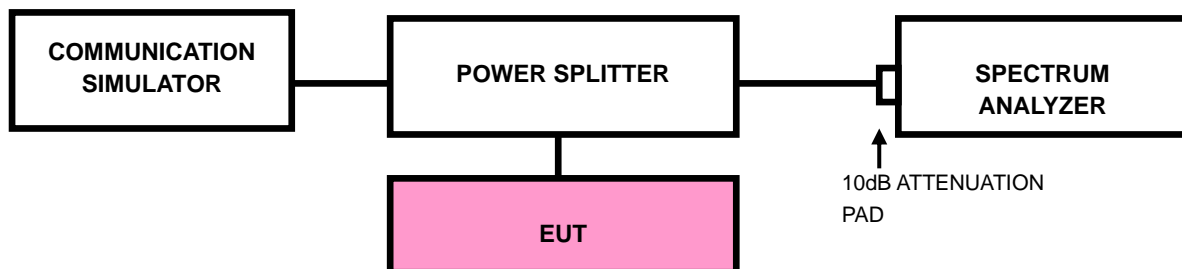 COMMUNICATION
SIMULATOR
POWER SPLITTER
SPECTRUM
ANALYZER
10dB ATTENUATION
PAD
EUT